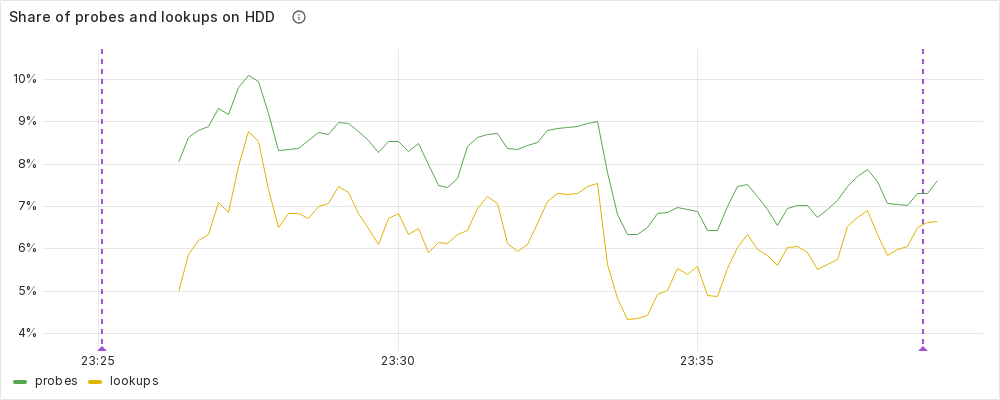 Share of probes and lookups on HDD
10%
9%
8%
7%
6%
5%
4%
23:25 23:30 23:35
probes lookups